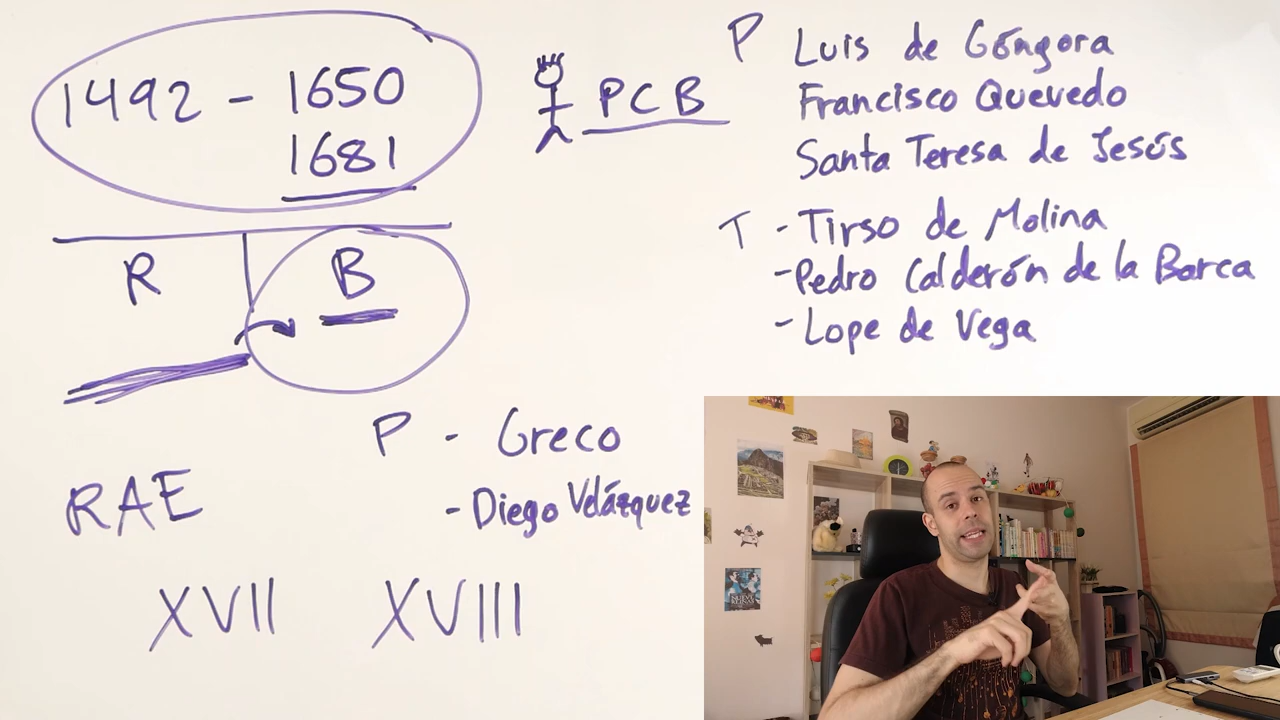 1492 - 1650
1681
R B
PCB
P Luis de Góngora
Francisco Quevedo
Santa Teresa de Jesús
T - Tirso de Molina
- Pedro Calderón de la Barca
- Lope de Vega
P - Greco
- Diego Velázquez
RAE
XVII XVIII